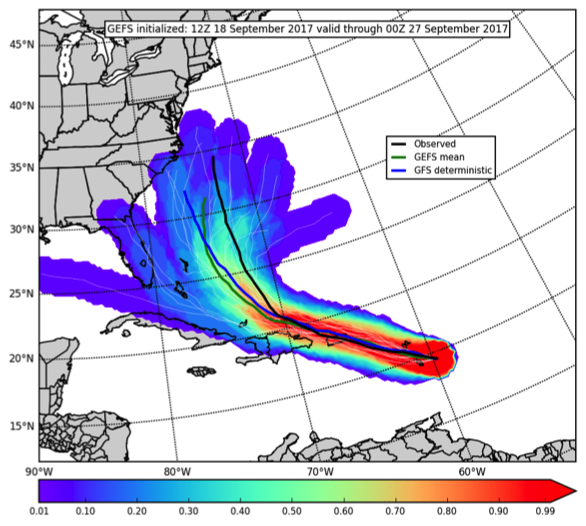 GEFS initialized: 12Z 18 September 2017 valid through 00Z 27 September 2017
45°N
40°N
35°N
30°N
25°N
20°N
15°N
Observed
GEFS mean
GFS deterministic
90°W 80°W 70°W 60°W
0.01 0.10 0.20 0.30 0.40 0.50 0.60 0.70 0.80 0.90 0.99